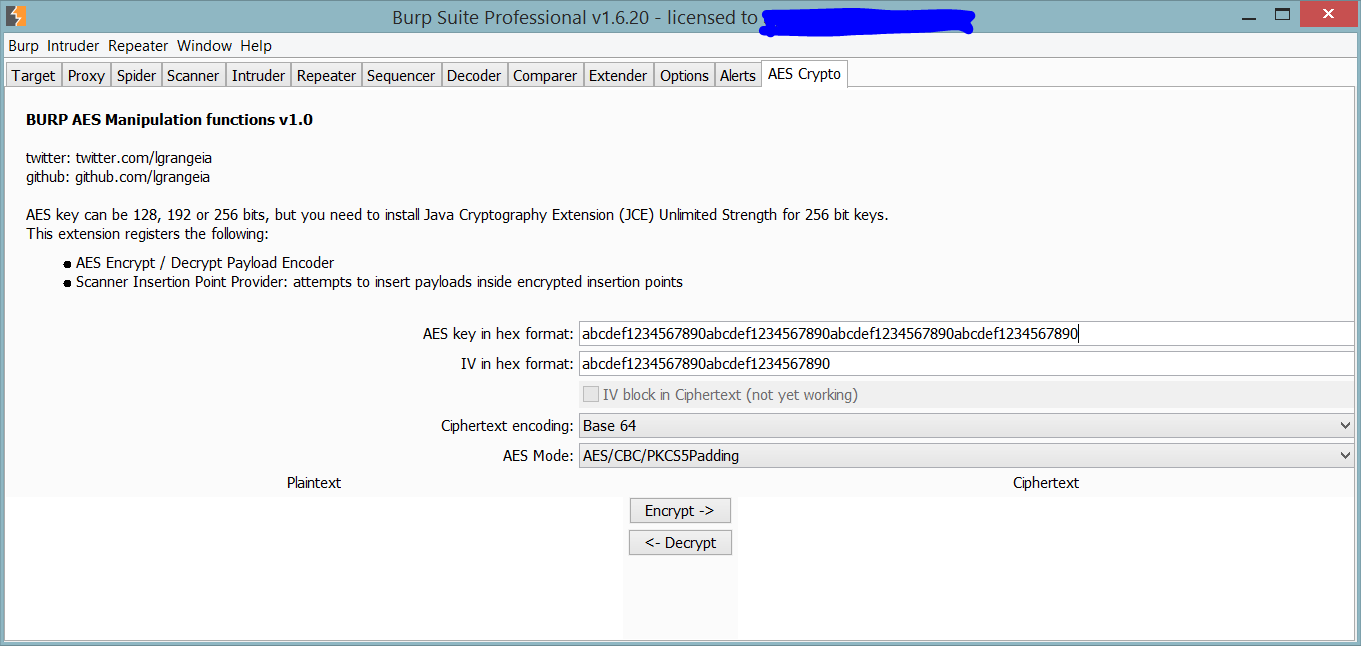 Burp Suite Professional v1.6.20 - licensed to
Burp Intruder Repeater Window Help
Target Proxy Spider Scanner Intruder Repeater Sequencer Decoder Comparer Extender Options Alerts AES Crypto
BURP AES Manipulation functions v1.0
twitter: twitter.com/lgrangeia
github: github.com/lgrangeia
AES key can be 128, 192 or 256 bits, but you need to install Java Cryptography Extension (JCE) Unlimited Strength for 256 bit keys.
This extension registers the following:
● AES Encrypt / Decrypt Payload Encoder
● Scanner Insertion Point Provider: attempts to insert payloads inside encrypted insertion points
AES key in hex format: abcdef1234567890abcdef1234567890abcdef1234567890abcdef1234567890
IV in hex format: abcdef1234567890abcdef1234567890
IV block in Ciphertext (not yet working)
Ciphertext encoding: Base 64
AES Mode: AES/CBC/PKCS5Padding
Plaintext Ciphertext
Encrypt ->
<- Decrypt